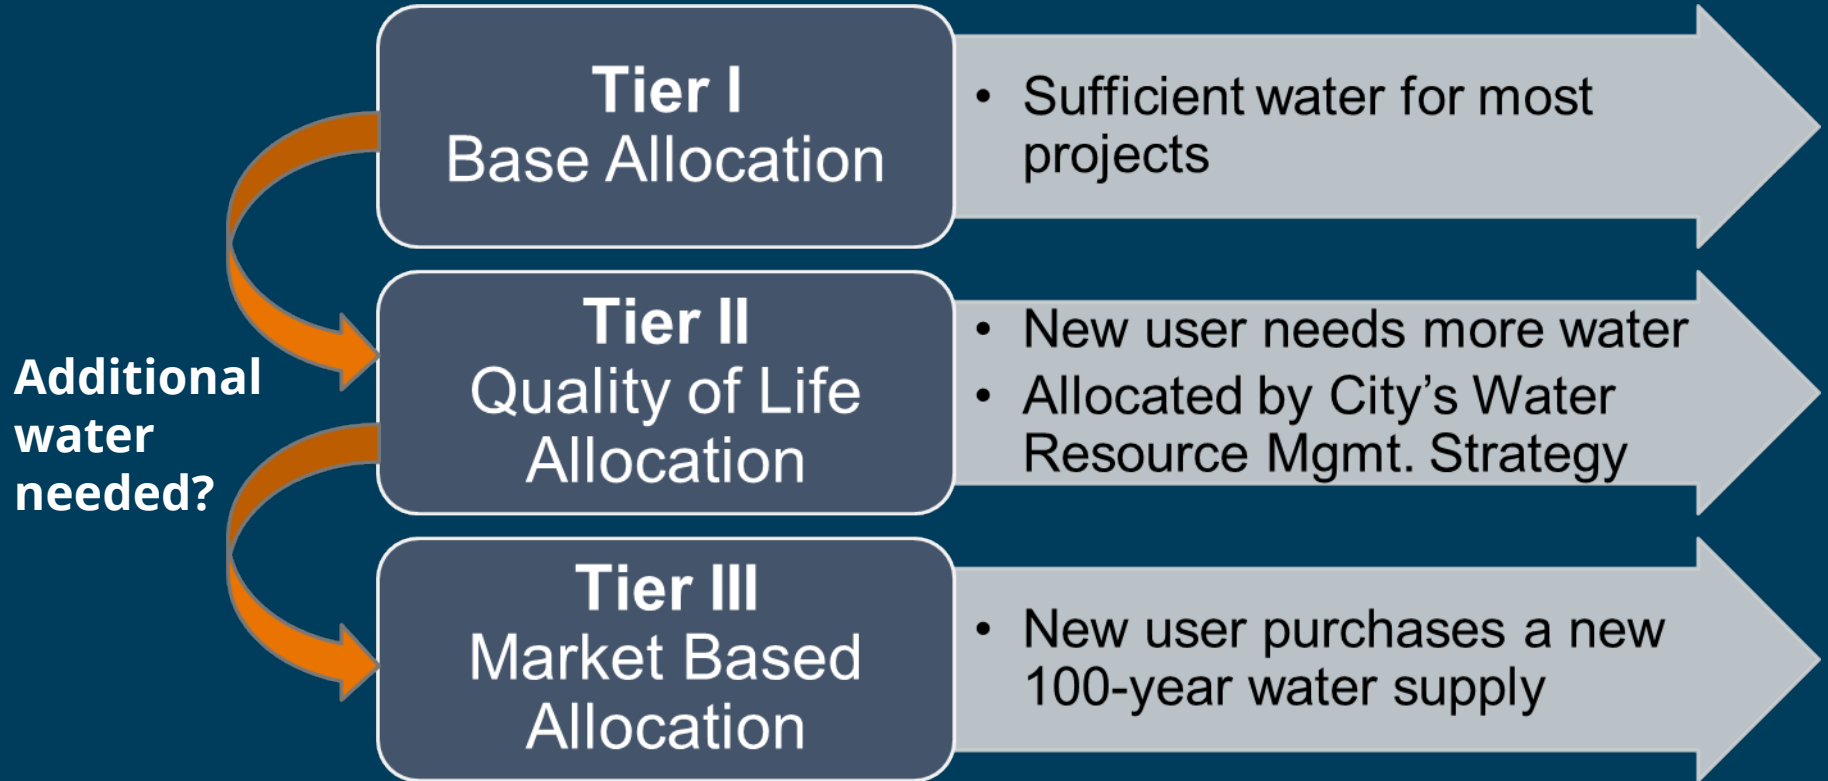 Tier I
Base Allocation
• Sufficient water for most
projects
Additional
water
needed?
Tier II
Quality of Life
Allocation
• New user needs more water
• Allocated by City’s Water
Resource Mgmt. Strategy
Tier III
Market Based
Allocation
• New user purchases a new
100-year water supply